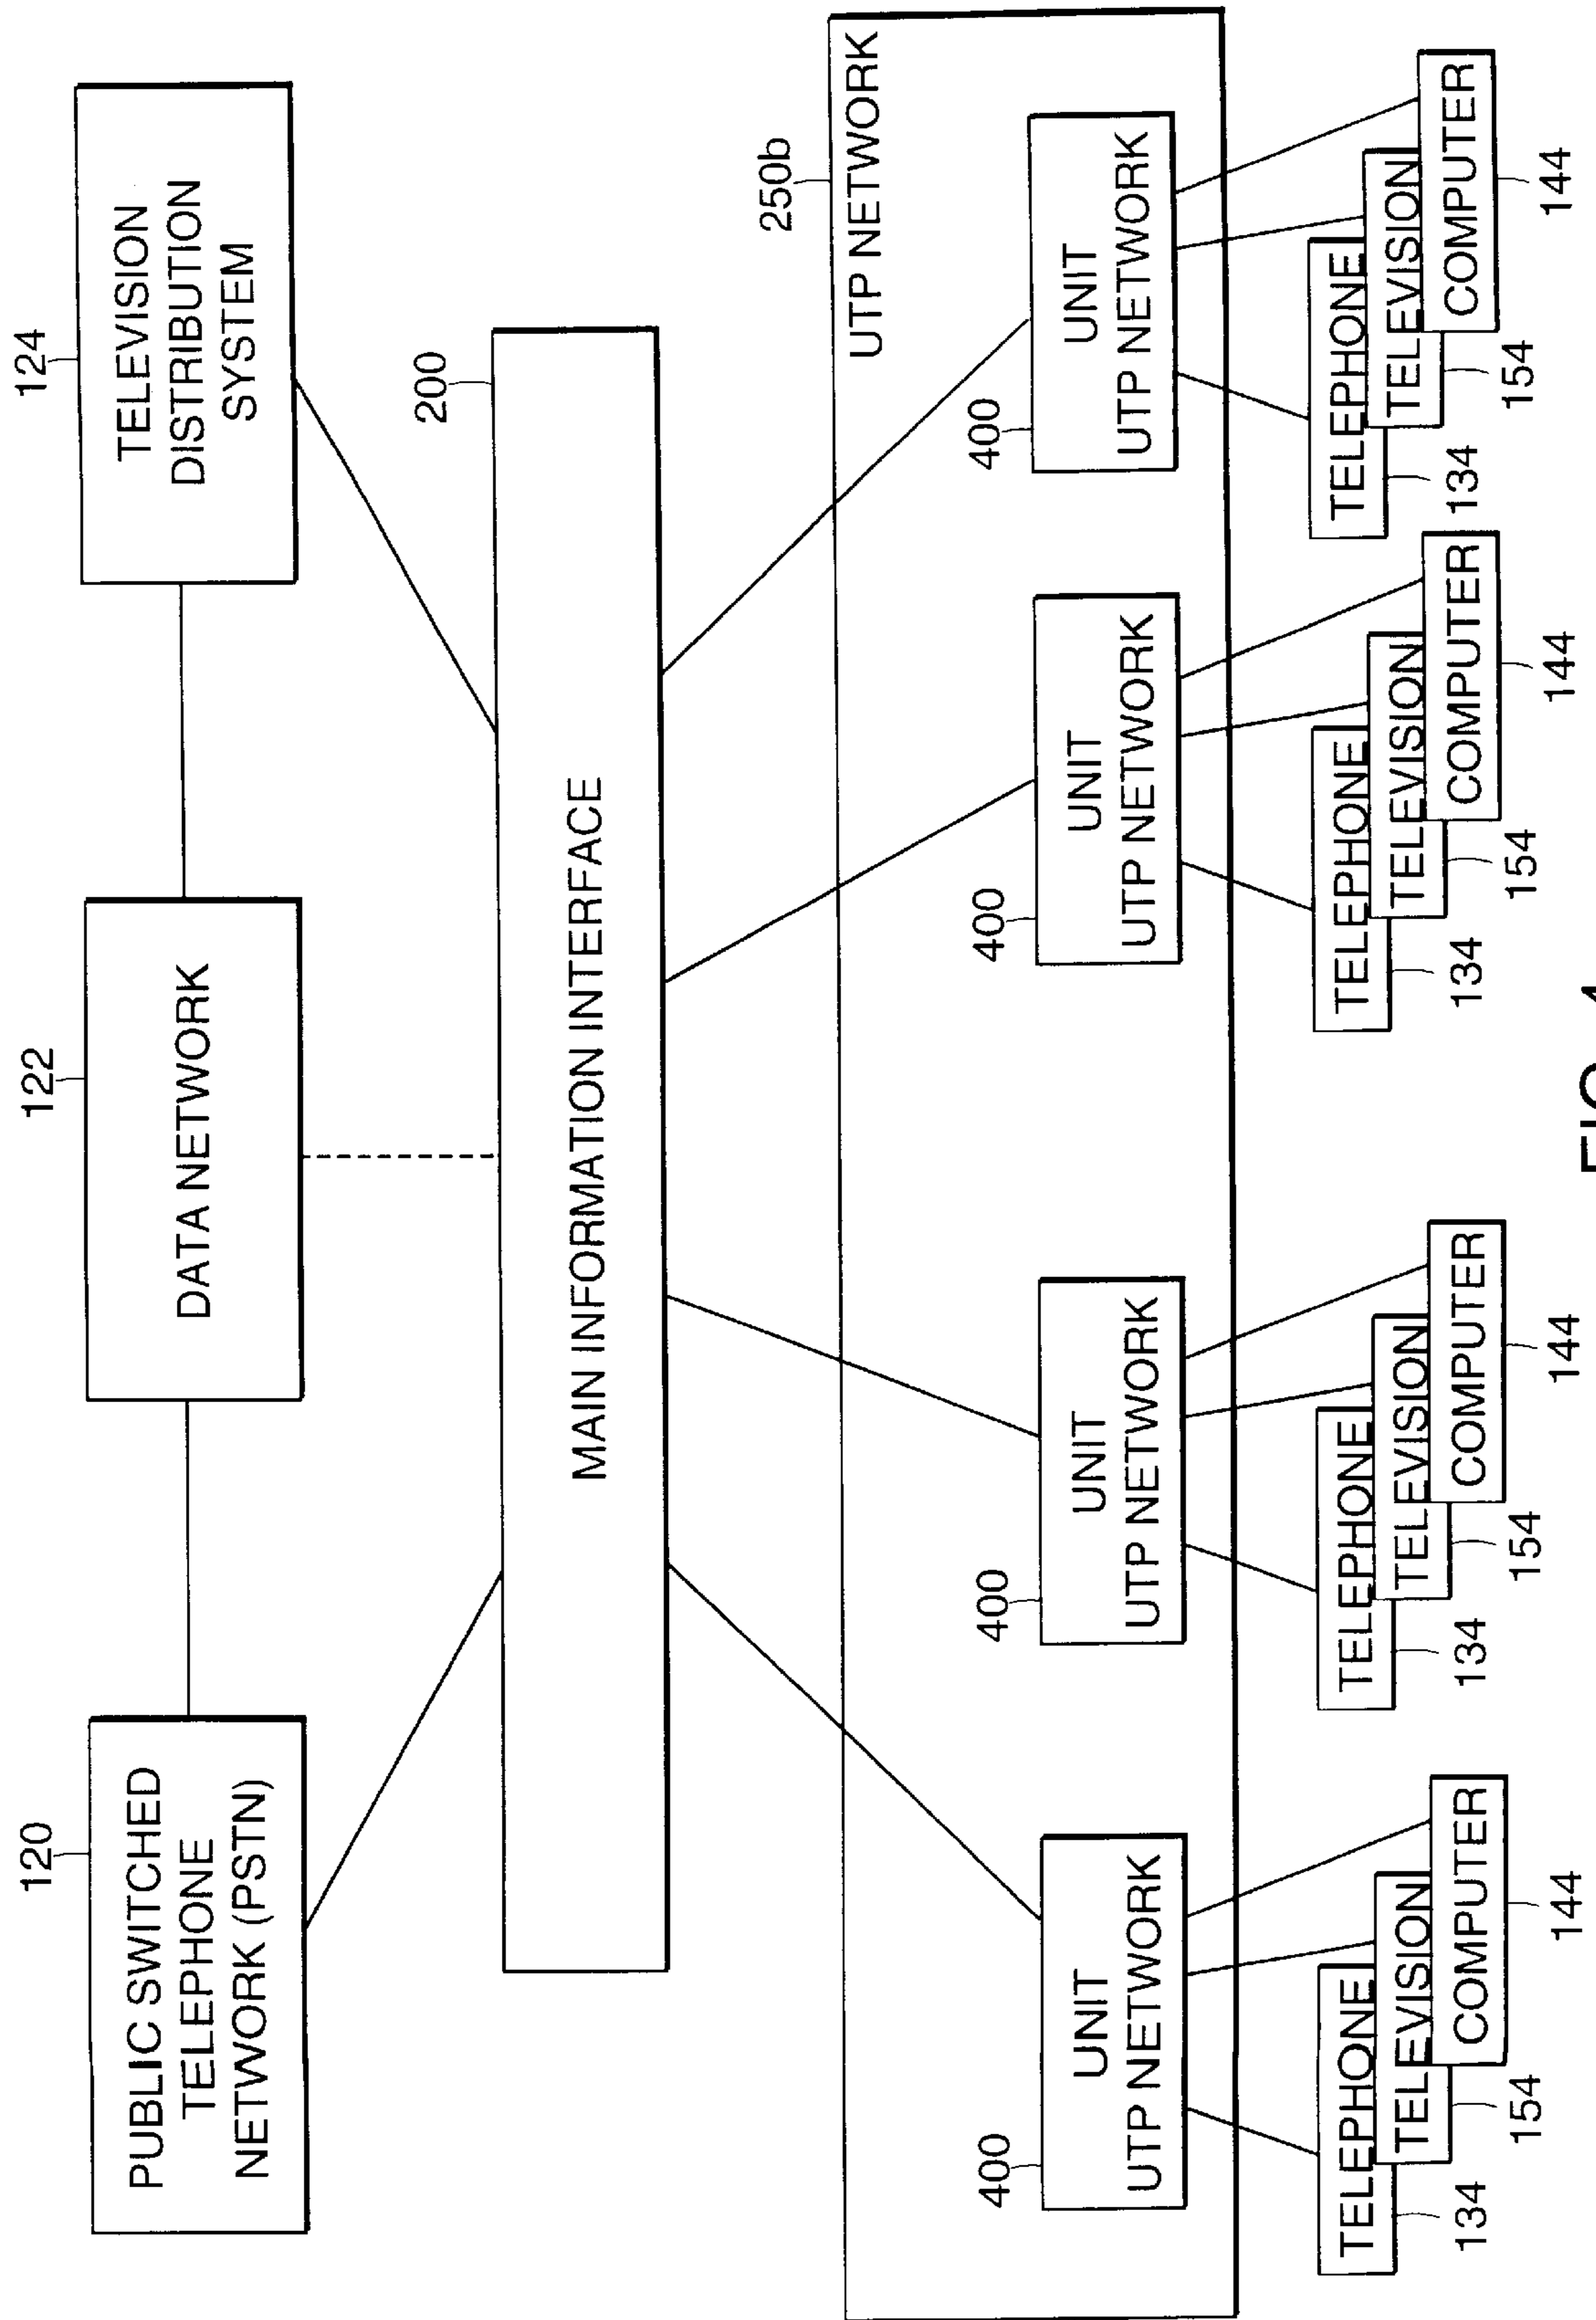 120
PUBLIC SWITCHED
TELEPHONE
NETWORK (PSTN)
122
DATA NETWORK
124
TELEVISION
DISTRIBUTION
SYSTEM
200
MAIN INFORMATION INTERFACE
250b
UTP NETWORK
400
UNIT
UTP NETWORK
400
UNIT
UTP NETWORK
400
UNIT
UTP NETWORK
400
UNIT
UTP NETWORK
TELEPHONE
TELEVISION
COMPUTER
134
154
144
TELEPHONE
TELEVISION
COMPUTER
134
154
144
TELEPHONE
TELEVISION
COMPUTER
134
154
144
TELEPHONE
TELEVISION
COMPUTER
134
154
144
FIG.